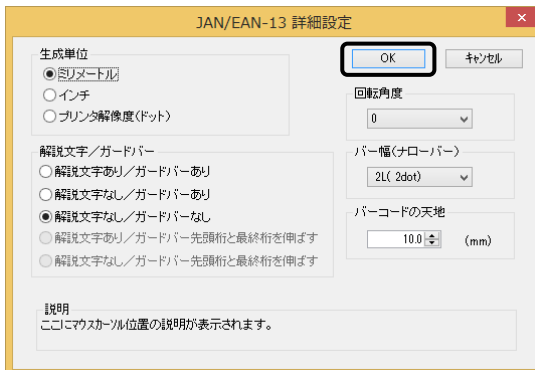 JAN/EAN-13 詳細設定
生成単位
ミリメートル
インチ
プリンタ解像度(ドット)
解説文字/ガードバー
解説文字あり/ガードバーあり
解説文字なし/ガードバーあり
解説文字なし/ガードバーなし
解説文字あり/ガードバー先頭桁と最終桁を伸ばす
解説文字なし/ガードバー先頭桁と最終桁を伸ばす
OK
キャンセル
回転角度
0
バー幅(ナローバー)
2L( 2dot)
バーコードの天地
10.0 (mm)
説明
ここにマウスカーソル位置の説明が表示されます。